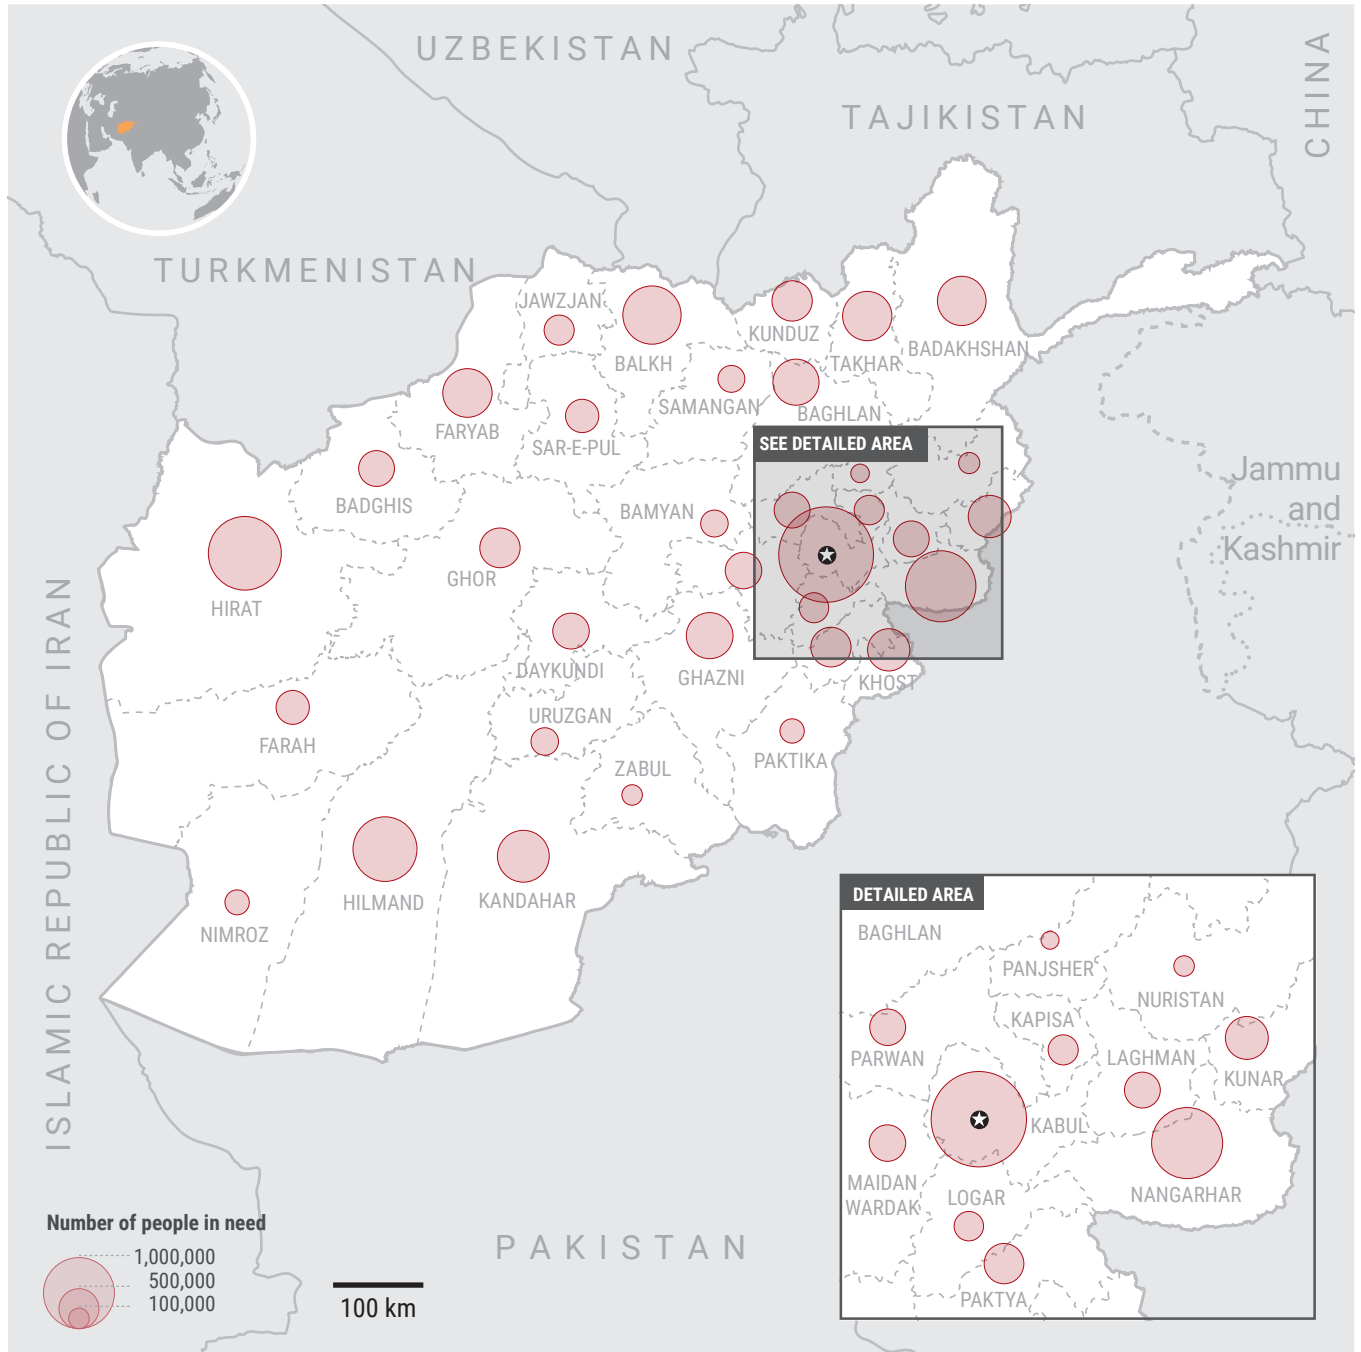 UZBEKISTAN
TAJIKISTAN
CHINA
TURKMENISTAN
JAWZJAN
BALKH
KUNDUZ
TAKHAR
BADAKHSHAN
FARYAB
SAR-E-PUL
SAMANGAN
BAGHLAN
SEE DETAILED AREA
BADGHIS
BAMYAN
Jammu
and
Kashmir
HIRAT
GHOR
DAYKUNDI
GHAZNI
KHOST
FARAH
URUZGAN
ZABUL
PAKTIKA
ISLAMIC REPUBLIC OF IRAN
NIMROZ
HILMAND
KANDAHAR
DETAILED AREA
BAGHLAN
PANJSHER
NURISTAN
KAPISA
PARWAN
LAGHMAN
KUNAR
KABUL
MAIDAN
WARDAK
LOGAR
NANGARHAR
PAKTYA
PAKISTAN
Number of people in need
1,000,000
500,000
100,000
100 km